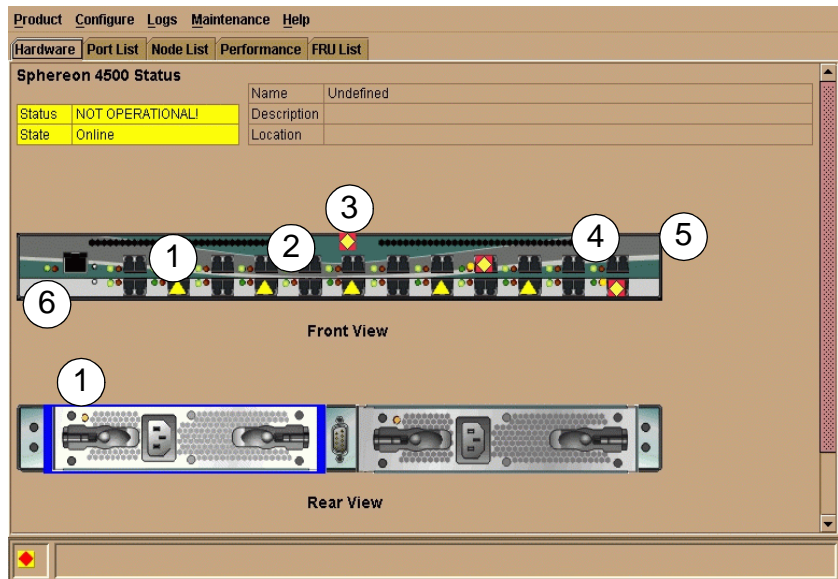 Product Configure Logs Maintenance Help
Hardware Port List Node List Performance FRU List
Sphereon 4500 Status
Name Undefined
Status NOT OPERATIONAL! Description
State Online Location
3
1 2 4 5
6
Front View
1
Rear View